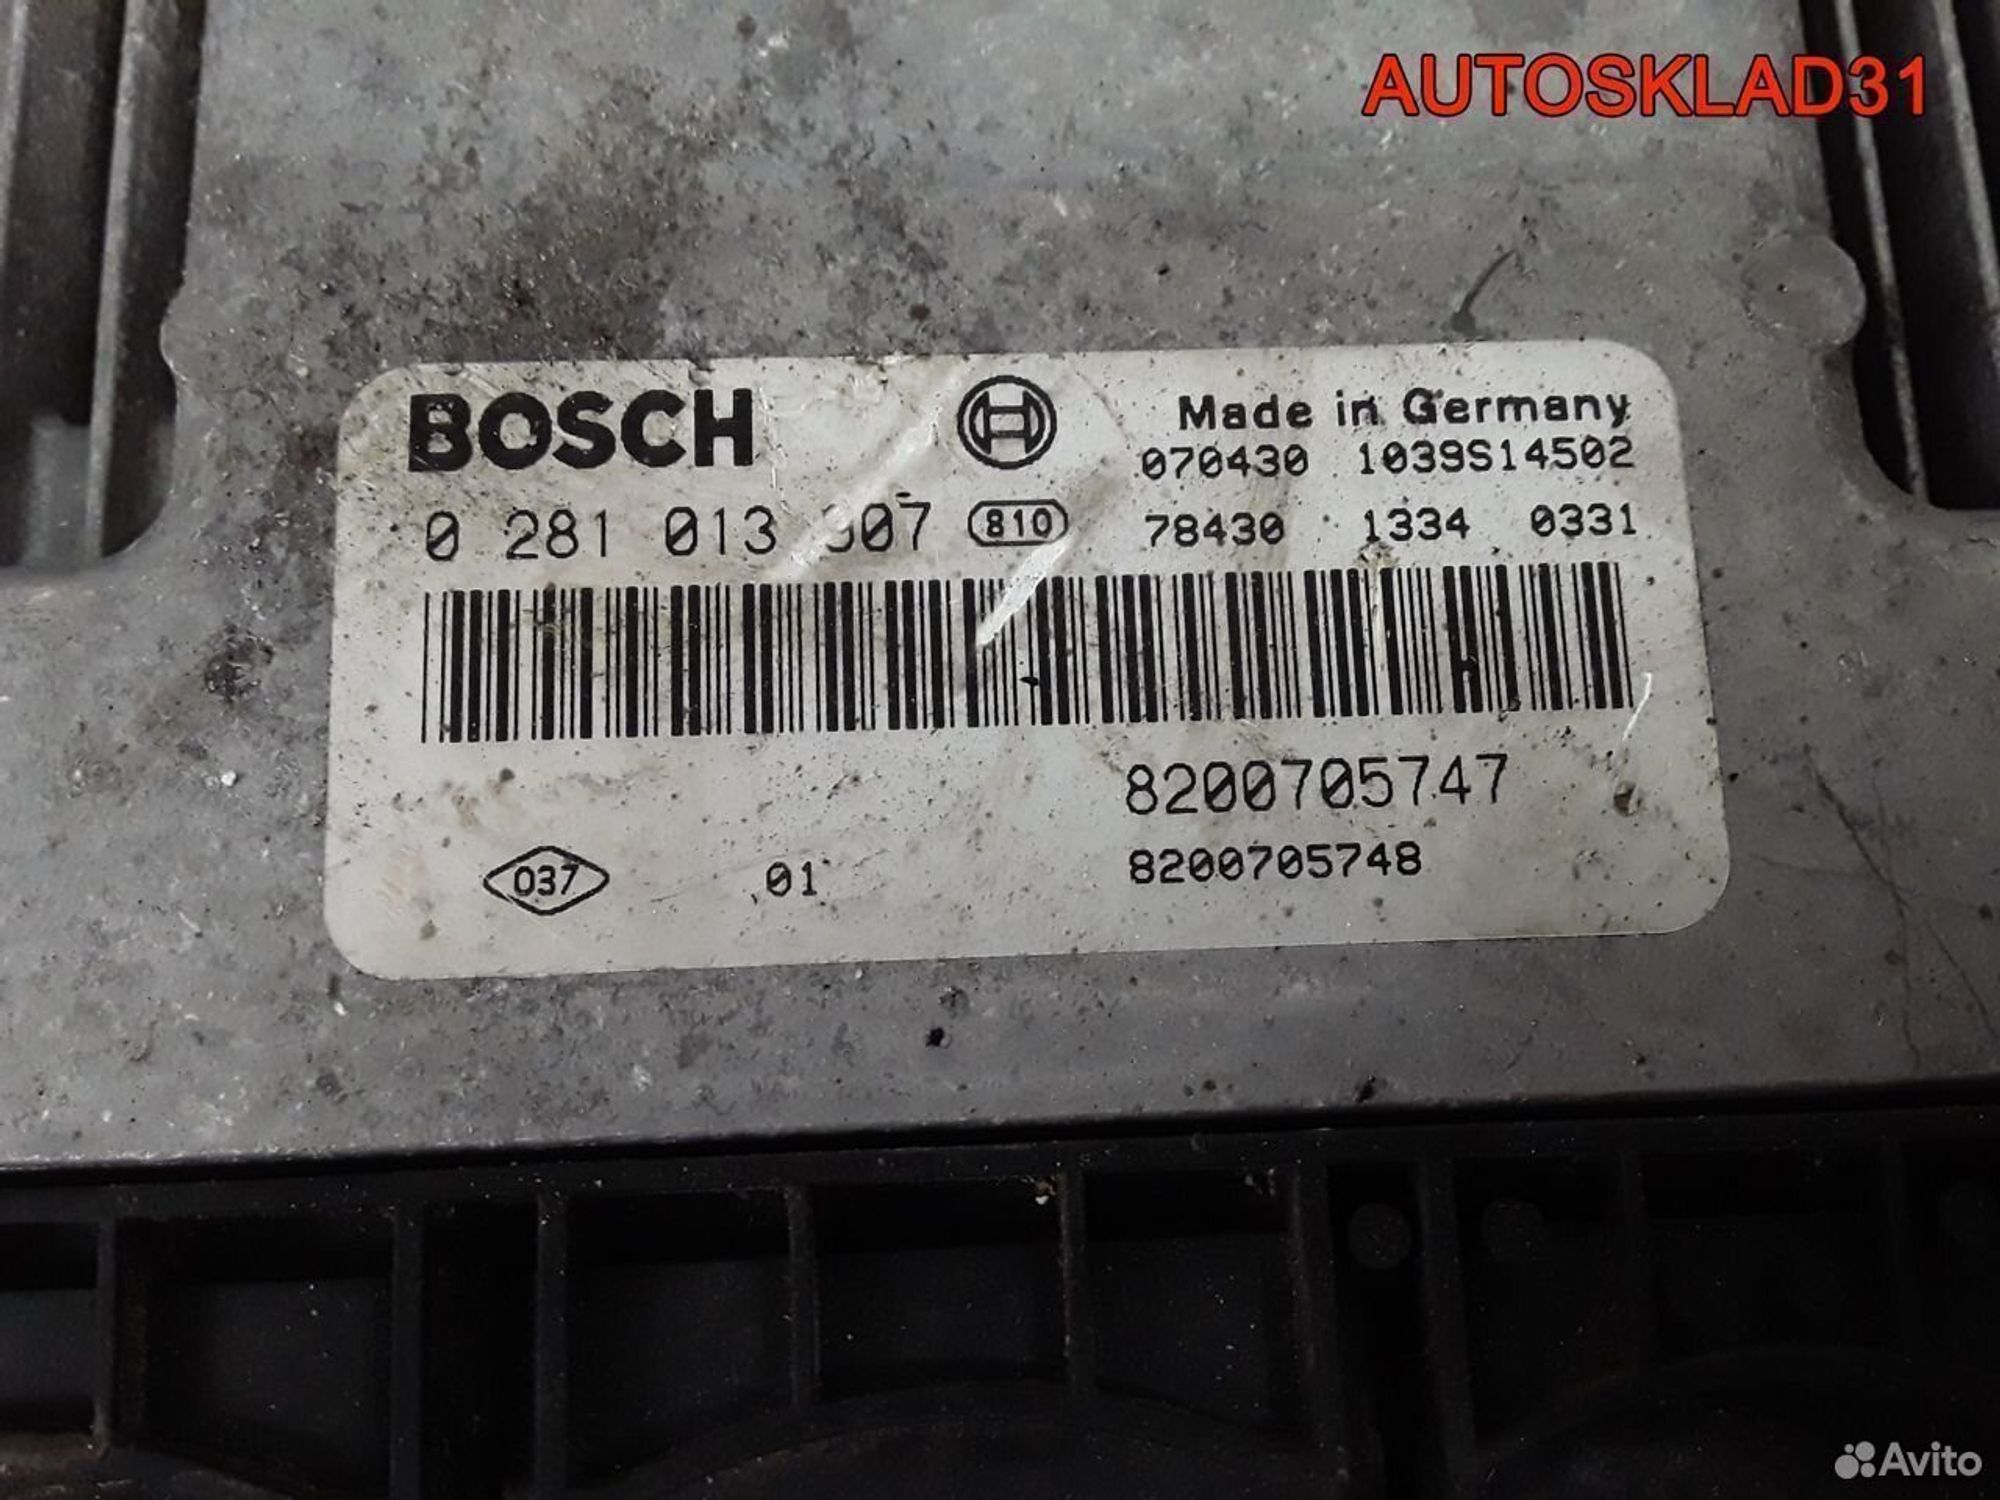 AUTOSKLAD31
BOSCH Made in Germany
070430 1039S14502
0 281 013 810 78430 1334 0331
8200705747
037 01 8200705748
Avito